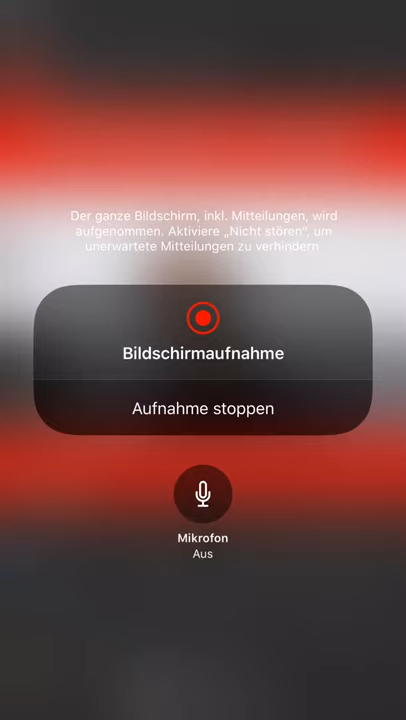 Der ganze Bildschirm, inkl. Mitteilungen, wird
aufgenommen. Aktiviere „Nicht stören“, um
unerwartete Mitteilungen zu verhindern
Bildschirmaufnahme
Aufnahme stoppen
Mikrofon
Aus